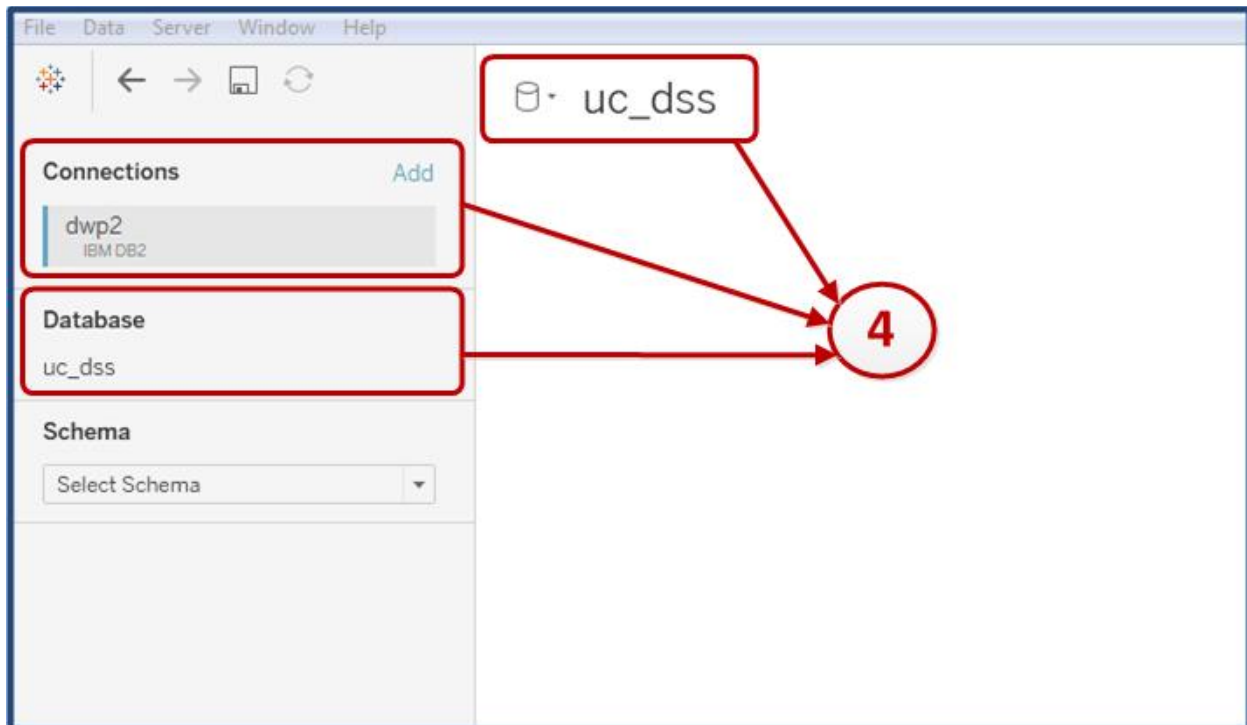 File Data Server Window Help
uc_dss
Connections Add
dwp2
IBM DB2
Database
uc_dss
4
Schema
Select Schema